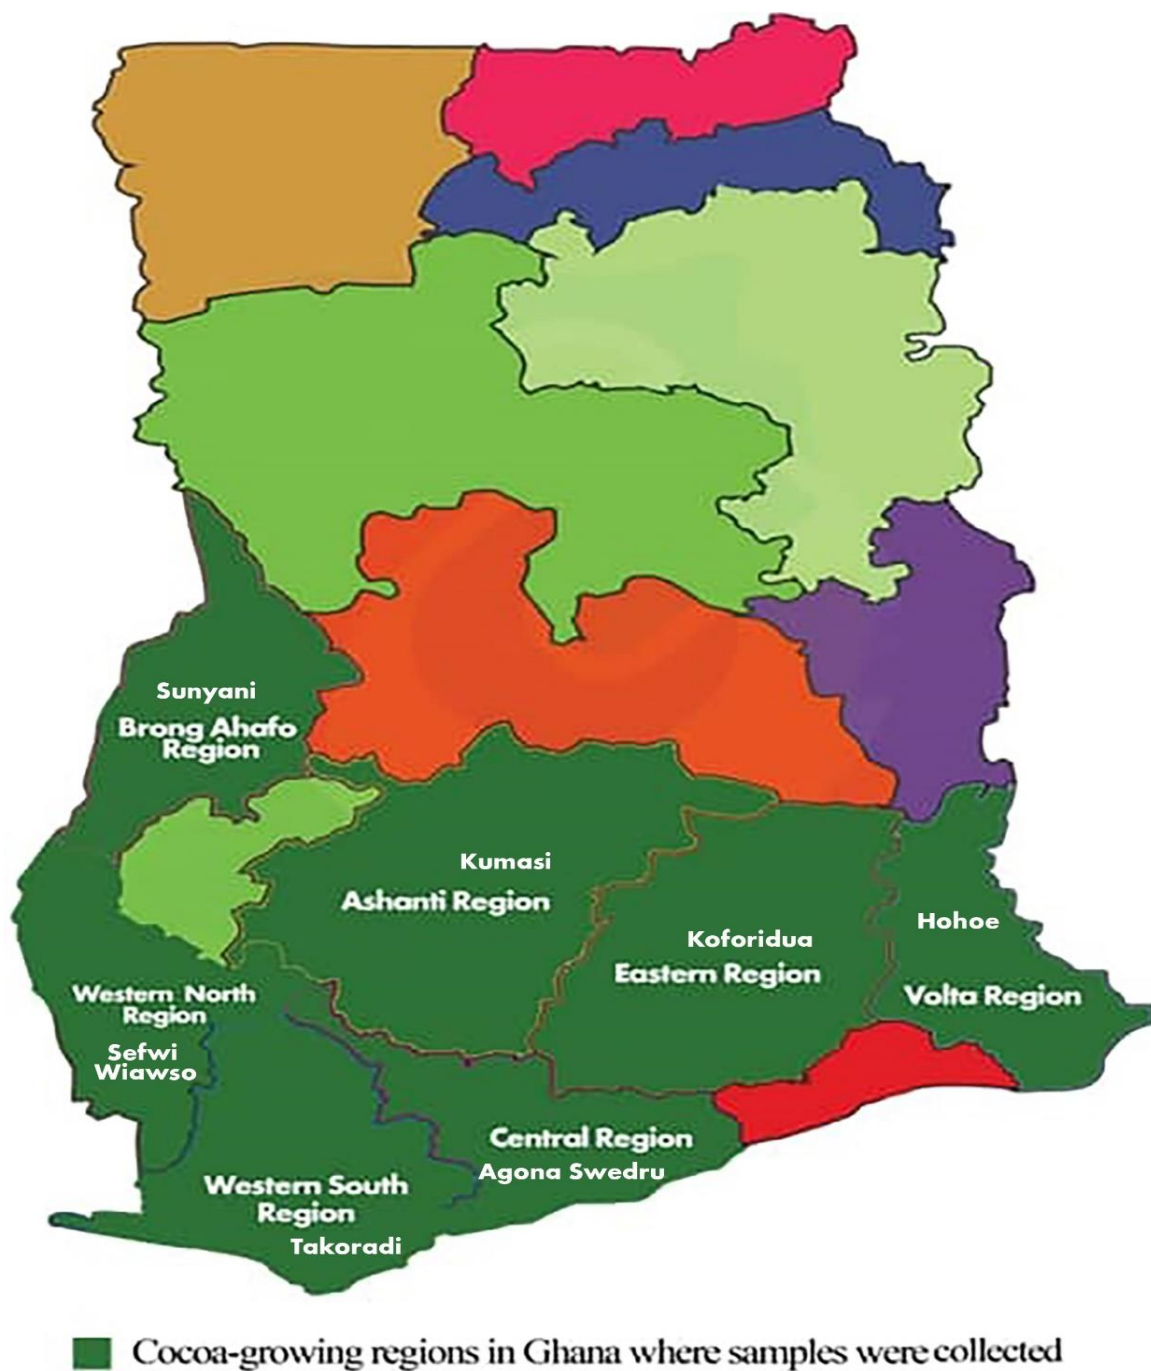 Sunyani
Brong Ahafo
Region
Kumasi
Ashanti Region
Koforidua
Eastern Region
Hohoe
Volta Region
Western North
Region
Sefwi
Wiawso
Central Region
Agona Swedru
Western South
Region
Takoradi
Cocoa-growing regions in Ghana where samples were collected